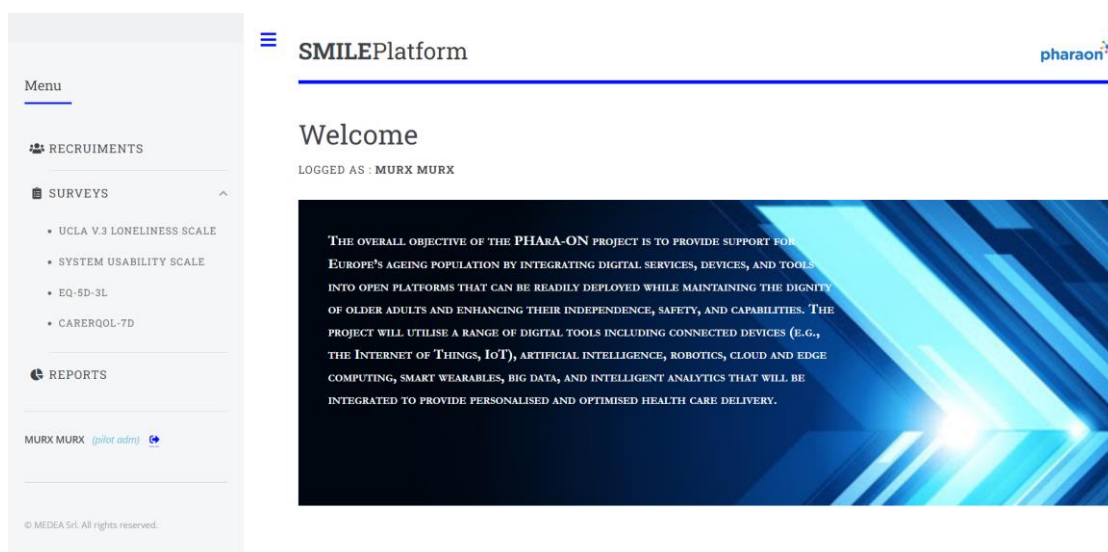 Menu
RECRUIMENTS
SURVEYS
• UCLA V.3 LONELINESS SCALE
• SYSTEM USABILITY SCALE
• EQ-5D-3L
• CARERQOL-7D
REPORTS
MURX MURX (pilot adm)
© MEDEA Srl. All rights reserved.
SMILEPlatform
pharaon
Welcome
LOGGED AS : MURX MURX
THE OVERALL OBJECTIVE OF THE PHARA-ON PROJECT IS TO PROVIDE SUPPORT FOR
EUROPE'S AGEING POPULATION BY INTEGRATING DIGITAL SERVICES, DEVICES, AND TOOLS
INTO OPEN PLATFORMS THAT CAN BE READILY DEPLOYED WHILE MAINTAINING THE DIGNITY
OF OLDER ADULTS AND ENHANCING THEIR INDEPENDENCE, SAFETY, AND CAPABILITIES. THE
PROJECT WILL UTILISE A RANGE OF DIGITAL TOOLS INCLUDING CONNECTED DEVICES (E.G.,
THE INTERNET OF THINGS, IOT), ARTIFICIAL INTELLIGENCE, ROBOTICS, CLOUD AND EDGE
COMPUTING, SMART WEARABLES, BIG DATA, AND INTELLIGENT ANALYTICS THAT WILL BE
INTEGRATED TO PROVIDE PERSONALISED AND OPTIMISED HEALTH CARE DELIVERY.